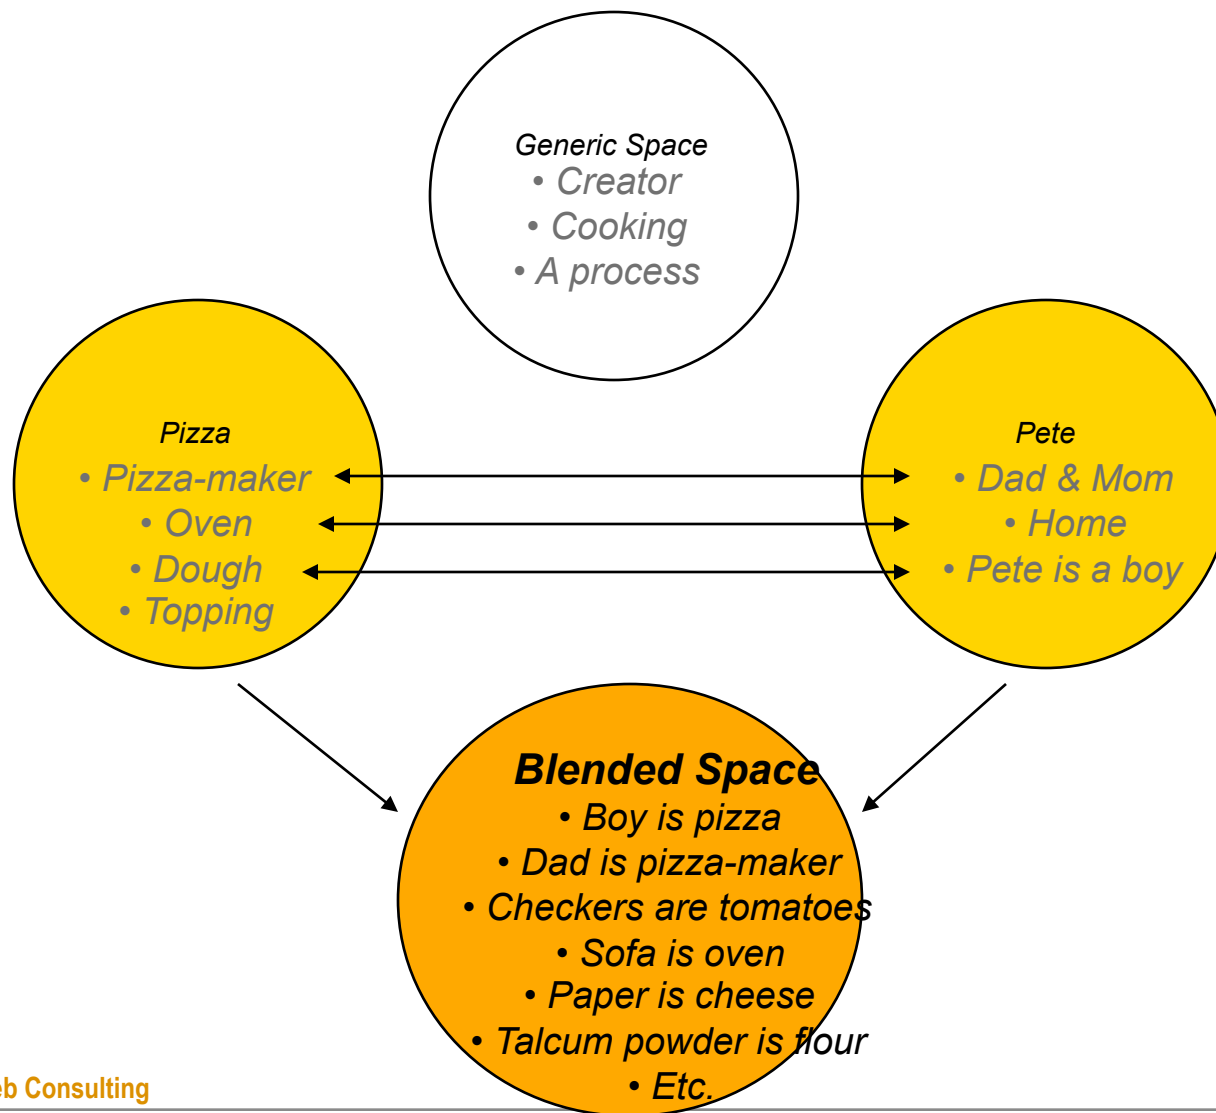 Generic Space
• Creator
• Cooking
• A process
Pizza
• Pizza-maker
• Oven
• Dough
• Topping
Pete
• Dad & Mom
• Home
• Pete is a boy
Blended Space
• Boy is pizza
• Dad is pizza-maker
• Checkers are tomatoes
• Sofa is oven
• Paper is cheese
• Talcum powder is flour
• Etc.
Consulting